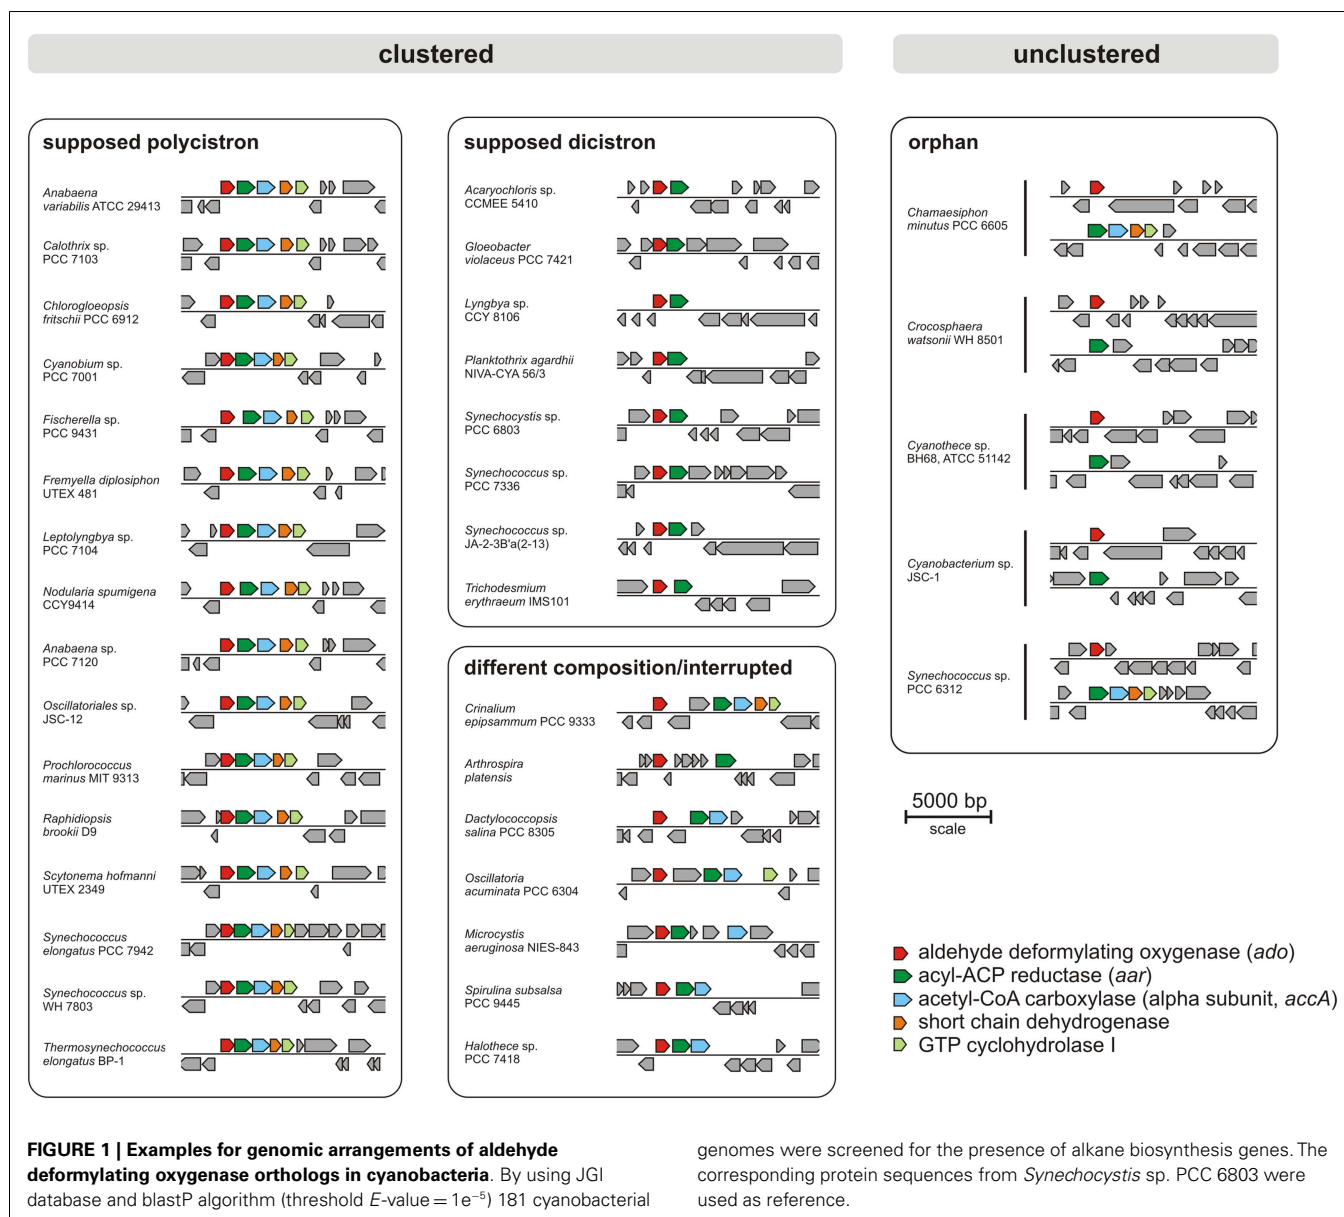 clustered
unclustered
supposed polycistron
Anabaena
variabilis ATCC 29413
Calothrix sp.
PCC 7103
Chlorogloeopsis
fritschii PCC 6912
Cyanobium sp.
PCC 7001
Fischerella sp.
PCC 9431
Fremyella diplosiphon
UTEX 481
Leptolyngbya sp.
PCC 7104
Nodularia spumigena
CCY9414
Anabaena sp.
PCC 7120
Oscillatoriales sp.
JSC-12
Prochlorococcus
marinus MIT 9313
Raphidiopsis
brookii D9
Scytonema hofmanni
UTEX 2349
Synechococcus
elongatus PCC 7942
Synechococcus sp.
WH 7803
Thermosynechococcus
elongatus BP-1
supposed dicistron
Acaryochloris sp.
CCMEE 5410
Gloeobacter
violaceus PCC 7421
Lyngbya sp.
CCY 8106
Planktothrix agardhii
NIVA-CYA 56/3
Synechocystis sp.
PCC 6803
Synechococcus sp.
PCC 7336
Synechococcus sp.
JA-2-3B'a(2-13)
Trichodesmium
erythraeum IMS101
different composition/interrupted
Crinalium
epipsammum PCC 9333
Arthrospira
platensis
Dactylococcopsis
salina PCC 8305
Oscillatoria
acuminata PCC 6304
Microcystis
aeruginosa NIES-843
Spirulina subsalsa
PCC 9445
Halothece sp.
PCC 7418
orphan
Chamaesiphon
minutus PCC 6605
Crocosphaera
watsonii WH 8501
Cyanothece sp.
BH68, ATCC 51142
Cyanobacterium sp.
JSC-1
Synechococcus sp.
PCC 6312
5000 bp
scale
aldehyde deformylating oxygenase (ado)
acyl-ACP reductase (aar)
acetyl-CoA carboxylase (alpha subunit, accA)
short chain dehydrogenase
GTP cyclohydrolase I
FIGURE 1 | Examples for genomic arrangements of aldehyde
deformylating oxygenase orthologs in cyanobacteria. By using JGI
database and blastP algorithm (threshold E-value = 1e⁻⁵) 181 cyanobacterial
genomes were screened for the presence of alkane biosynthesis genes. The
corresponding protein sequences from Synechocystis sp. PCC 6803 were
used as reference.